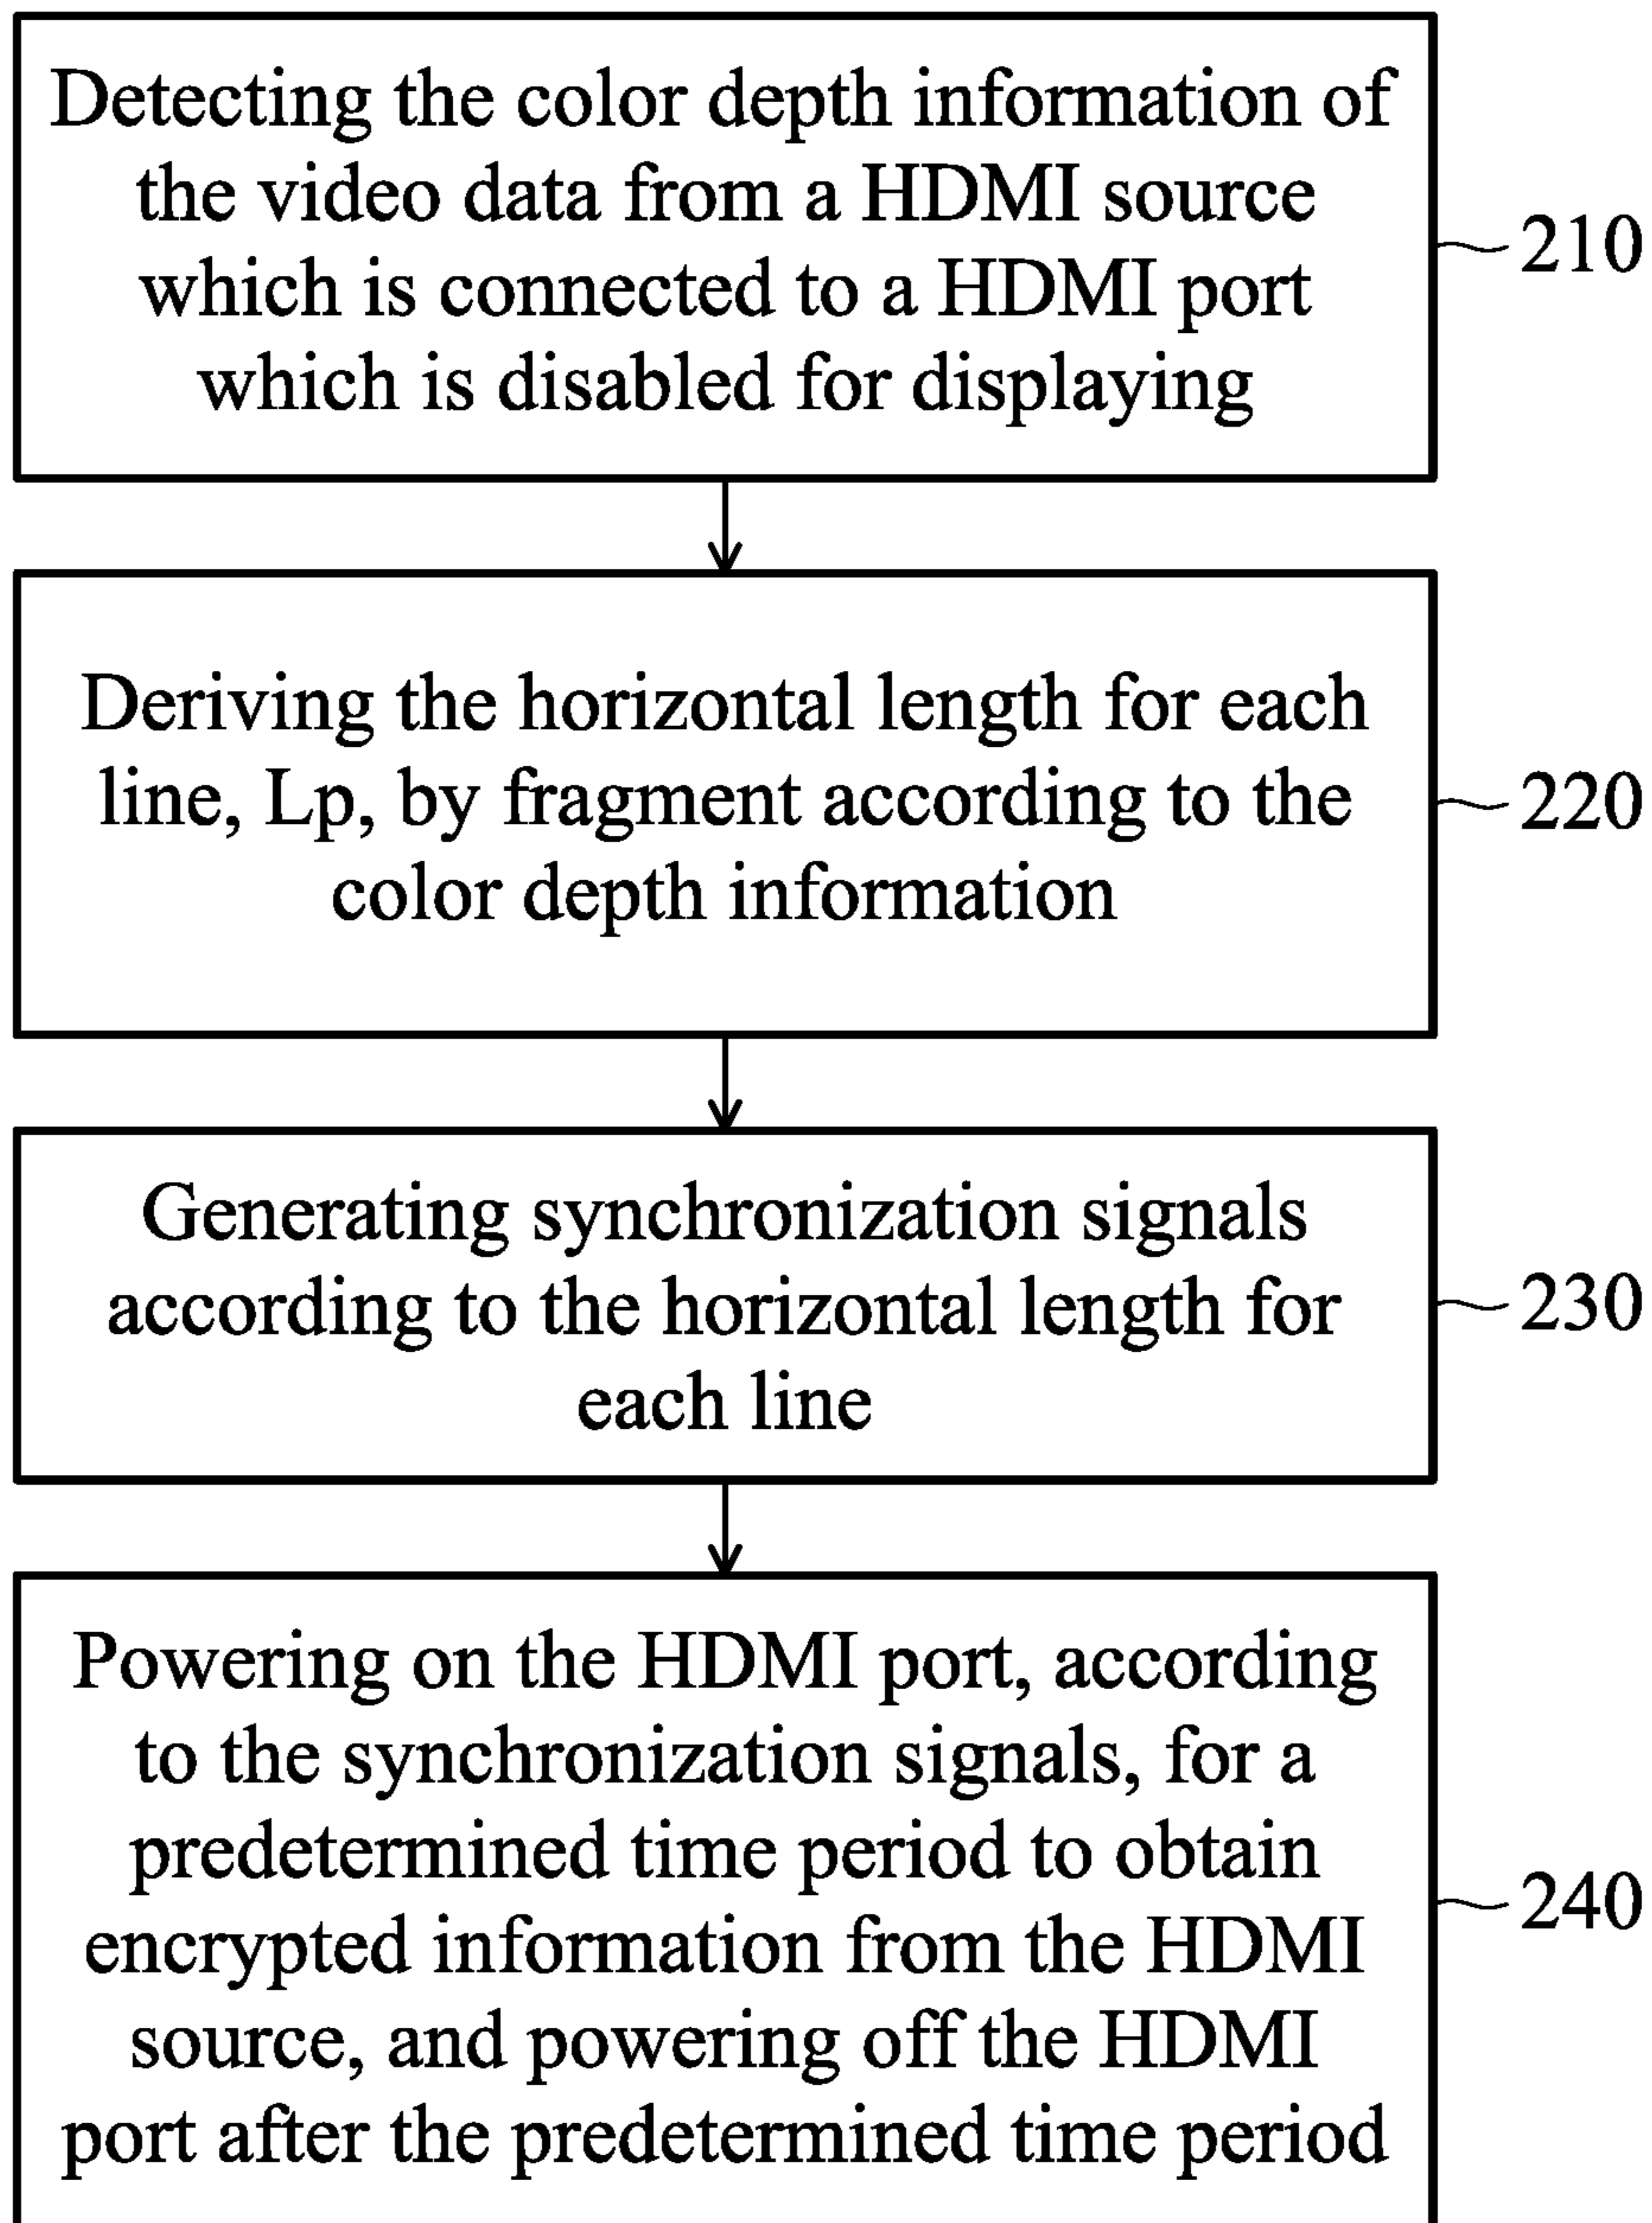 Detecting the color depth information of
the video data from a HDMI source
which is connected to a HDMI port
which is disabled for displaying
210
Deriving the horizontal length for each
line, Lp, by fragment according to the
color depth information
220
Generating synchronization signals
according to the horizontal length for
each line
230
Powering on the HDMI port, according
to the synchronization signals, for a
predetermined time period to obtain
encrypted information from the HDMI
source, and powering off the HDMI
port after the predetermined time period
240